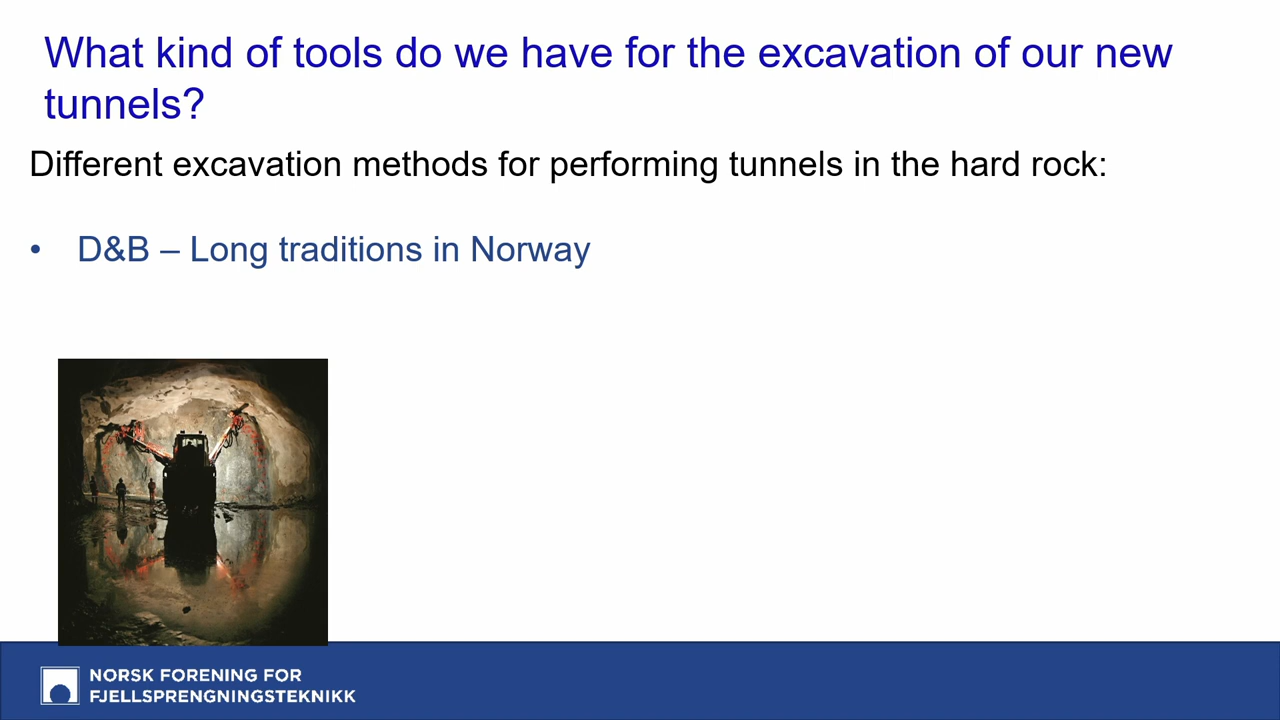 What kind of tools do we have for the excavation of our new
tunnels?
Different excavation methods for performing tunnels in the hard rock:
• D&B – Long traditions in Norway
NORSK FORENING FOR
FJELLSPRENGNINGSTEKNIKK